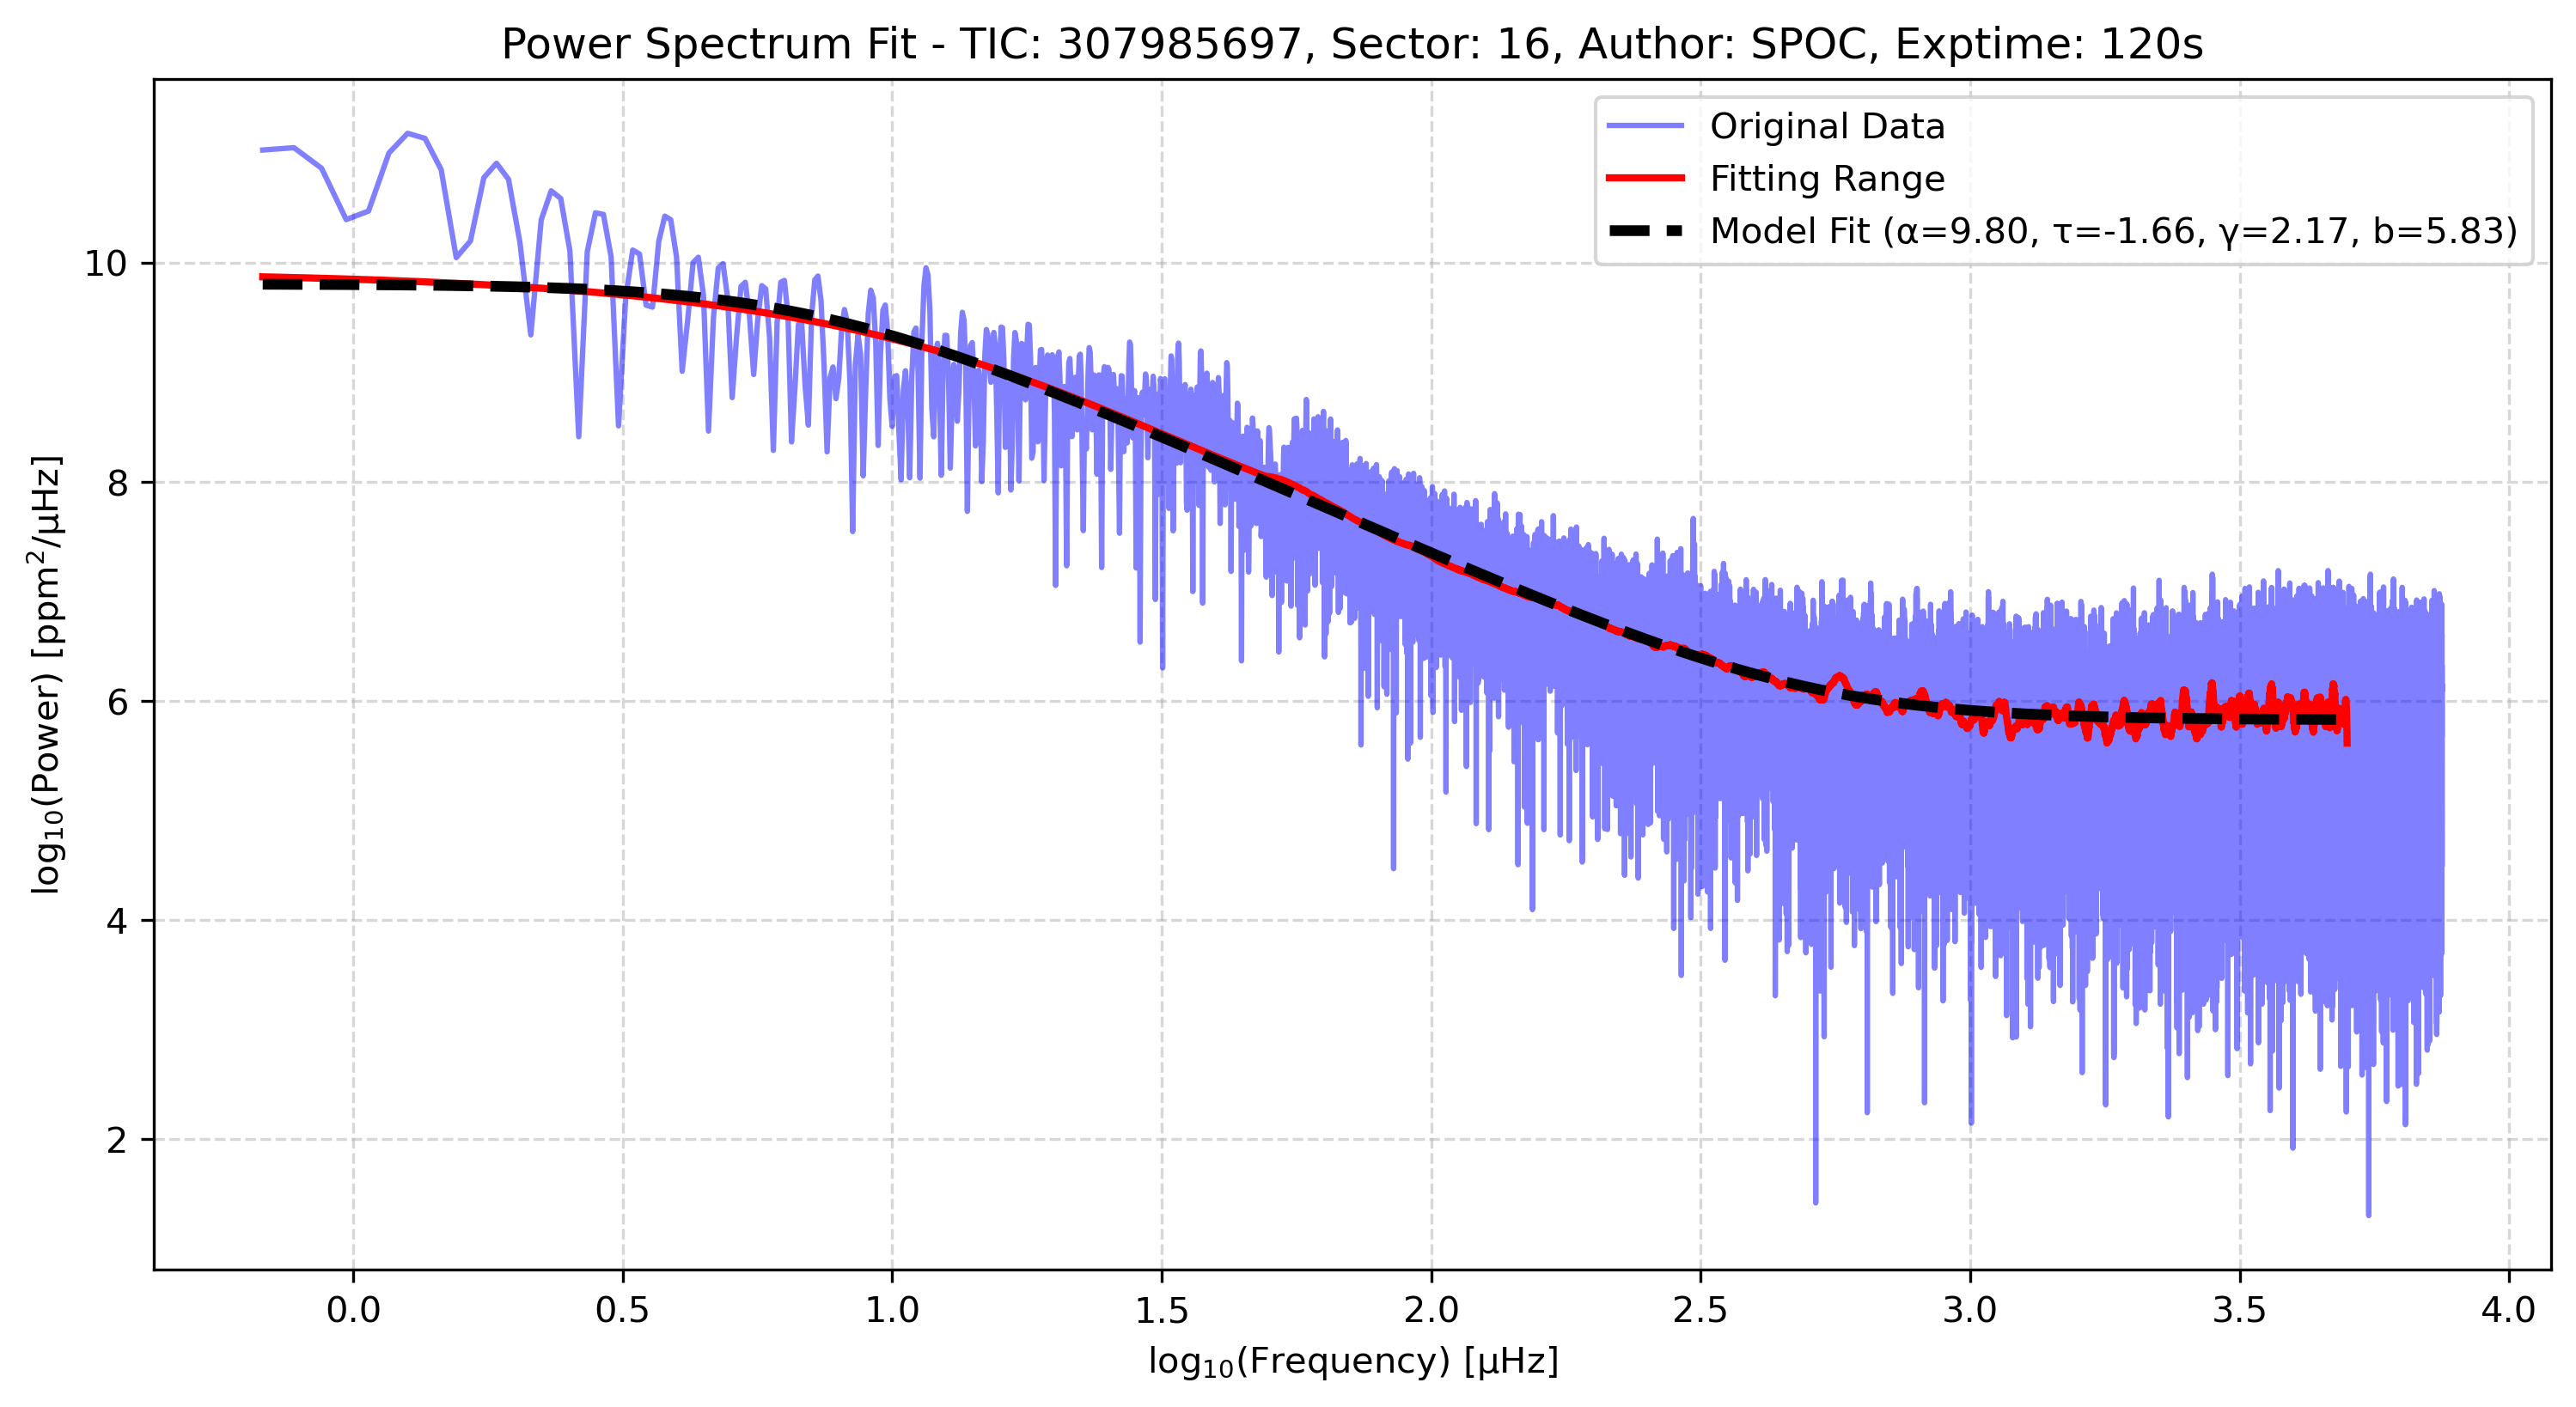 Power Spectrum Fit - TIC: 307985697, Sector: 16, Author: SPOC, Exptime: 120s
Original Data
Fitting Range
Model Fit (α=9.80, τ=-1.66, γ=2.17, b=5.83)
log₁₀(Power) [ppm²/μHz]
10
8
6
4
2
0.0 0.5 1.0 1.5 2.0 2.5 3.0 3.5 4.0
log₁₀(Frequency) [μHz]